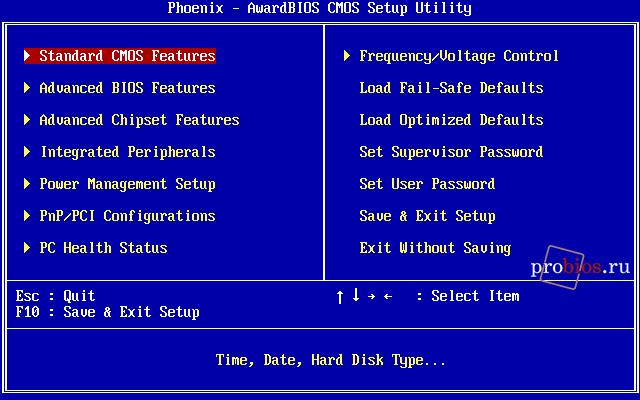 Phoenix - AwardBIOS CMOS Setup Utility
Standard CMOS Features
Advanced BIOS Features
Advanced Chipset Features
Integrated Peripherals
Power Management Setup
PnP/PCI Configurations
PC Health Status
Frequency/Voltage Control
Load Fail-Safe Defaults
Load Optimized Defaults
Set Supervisor Password
Set User Password
Save & Exit Setup
Exit Without Saving
probios.ru
Esc : Quit
F10 : Save & Exit Setup
↑ ↓ → ← : Select Item
Time, Date, Hard Disk Type...